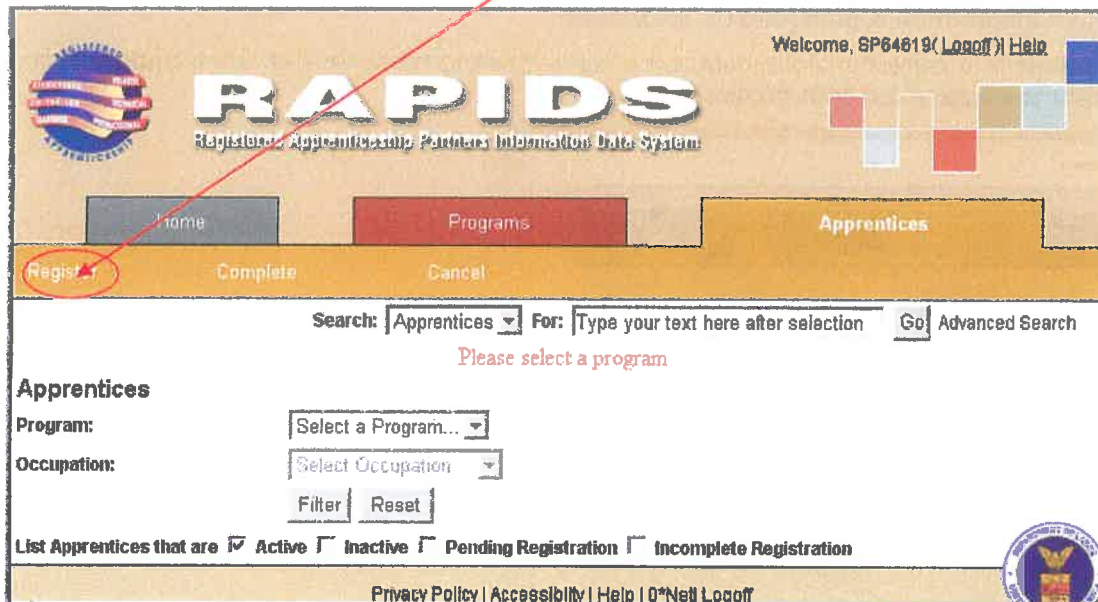 Welcome, SP64619( Logoff )| Help
RAPIDS
Registered Apprenticeship Partners Information Data System
Home Programs Apprentices
Register Complete Cancel
Search: Apprentices For: Type your text here after selection Go Advanced Search
Please select a program
Apprentices
Program: Select a Program...
Occupation: Select Occupation
Filter Reset
List Apprentices that are Active Inactive Pending Registration Incomplete Registration
Privacy Policy | Accessiblity | Help | O*Net| Logoff